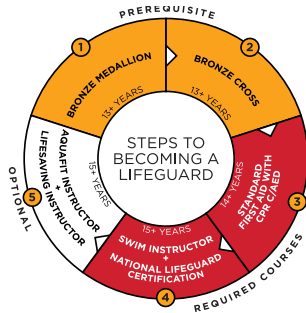 PREREQUISITE
1
BRONZE MEDALLION
13+ YEARS
2
BRONZE CROSS
13+ YEARS
STEPS TO
BECOMING A
LIFEGUARD
3
STANDARD
FIRST AID WITH
CPR C/AED
14+ YEARS
REQUIRED COURSES
4
15+ YEARS
SWIM INSTRUCTOR
+
NATIONAL LIFEGUARD
CERTIFICATION
5
OPTIONAL
15+ YEARS
AQUAFIT INSTRUCTOR
+
LIFESAVING INSTRUCTOR